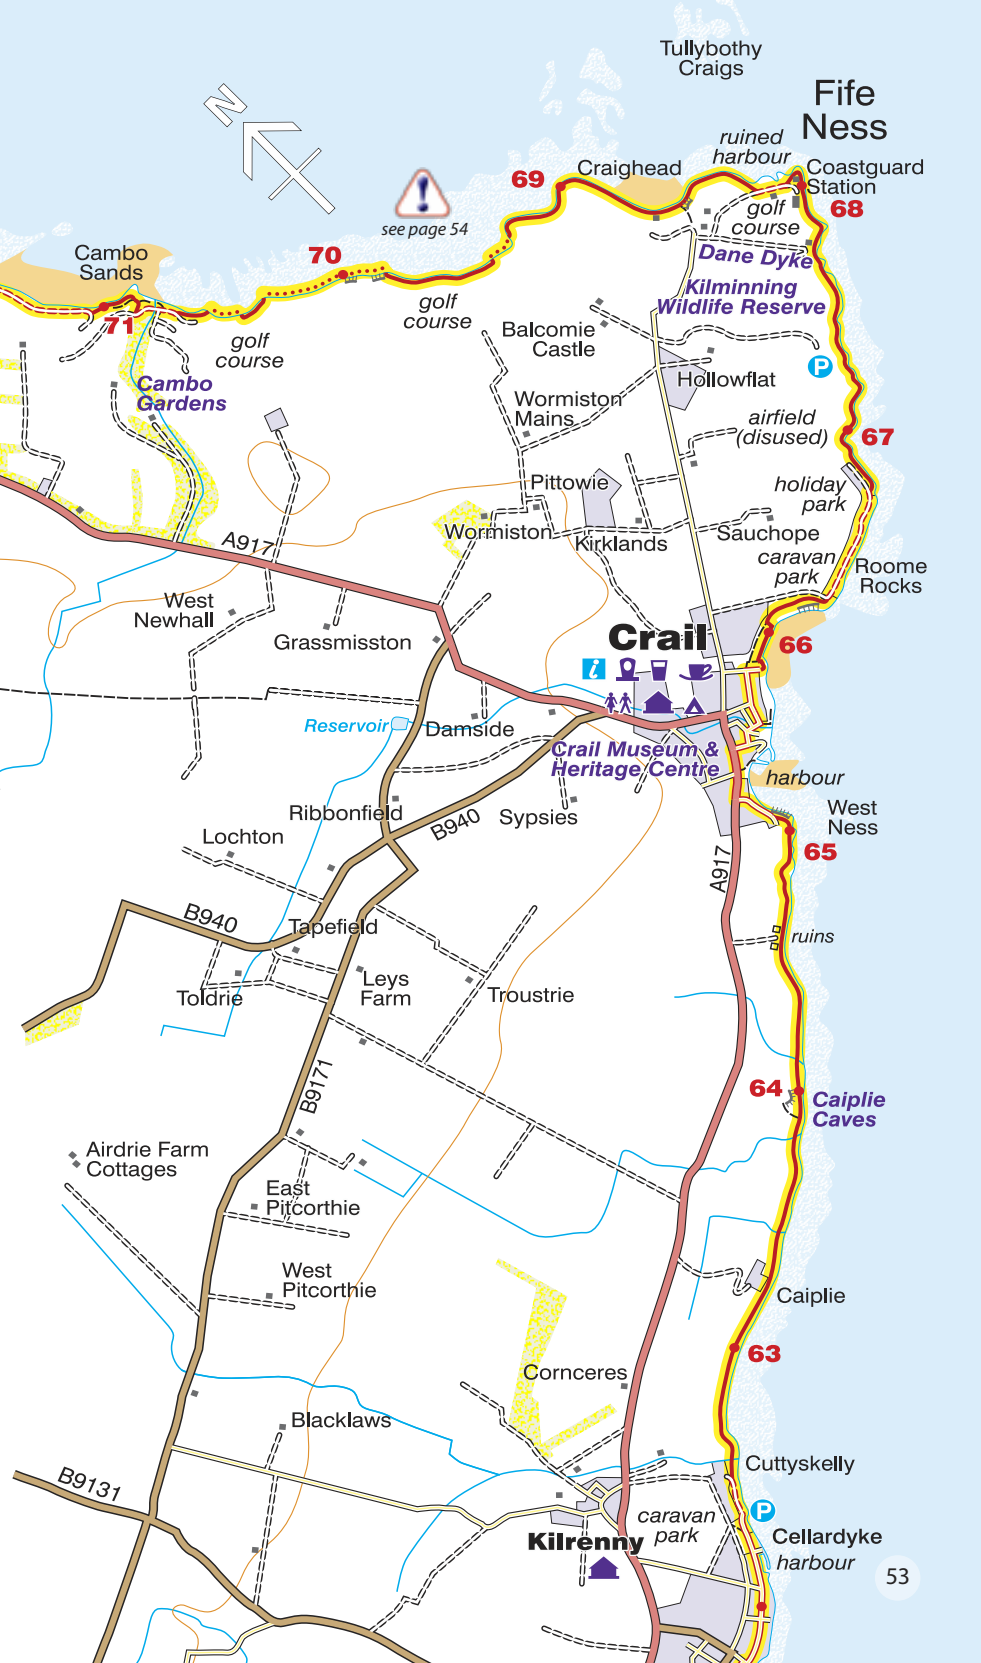 Tullybothy
Craigs
Fife
Ness
N
ruined
harbour
69
Craighead
Coastguard
Station
68
!
see page 54
golf
course
Dane Dyke
Cambo
Sands
70
Kilminning
Wildlife Reserve
71
golf
course
golf
course
Balcomie
Castle
P
Hollowflat
Cambo
Gardens
Wormiston
Mains
airfield
(disused)
67
Pittowie
holiday
park
A917
Wormiston
Kirklands
Sauchope
caravan
park
Roome
Rocks
West
Newhall
Grassmisston
Crail
66
i
Reservoir
Damside
Crail Museum &
Heritage Centre
harbour
Ribbonfield
B940
Sypsies
West
Ness
Lochton
65
A917
B940
Tapefield
ruins
Toldrie
Leys
Farm
Troustrie
B9171
64
Caiplie
Caves
Airdrie Farm
Cottages
East
Pitcorthie
West
Pitcorthie
Caiplie
63
Cornceres
Blacklaws
Cuttyskelly
B9131
P
caravan
park
Kilrenny
Cellardyke
harbour
53